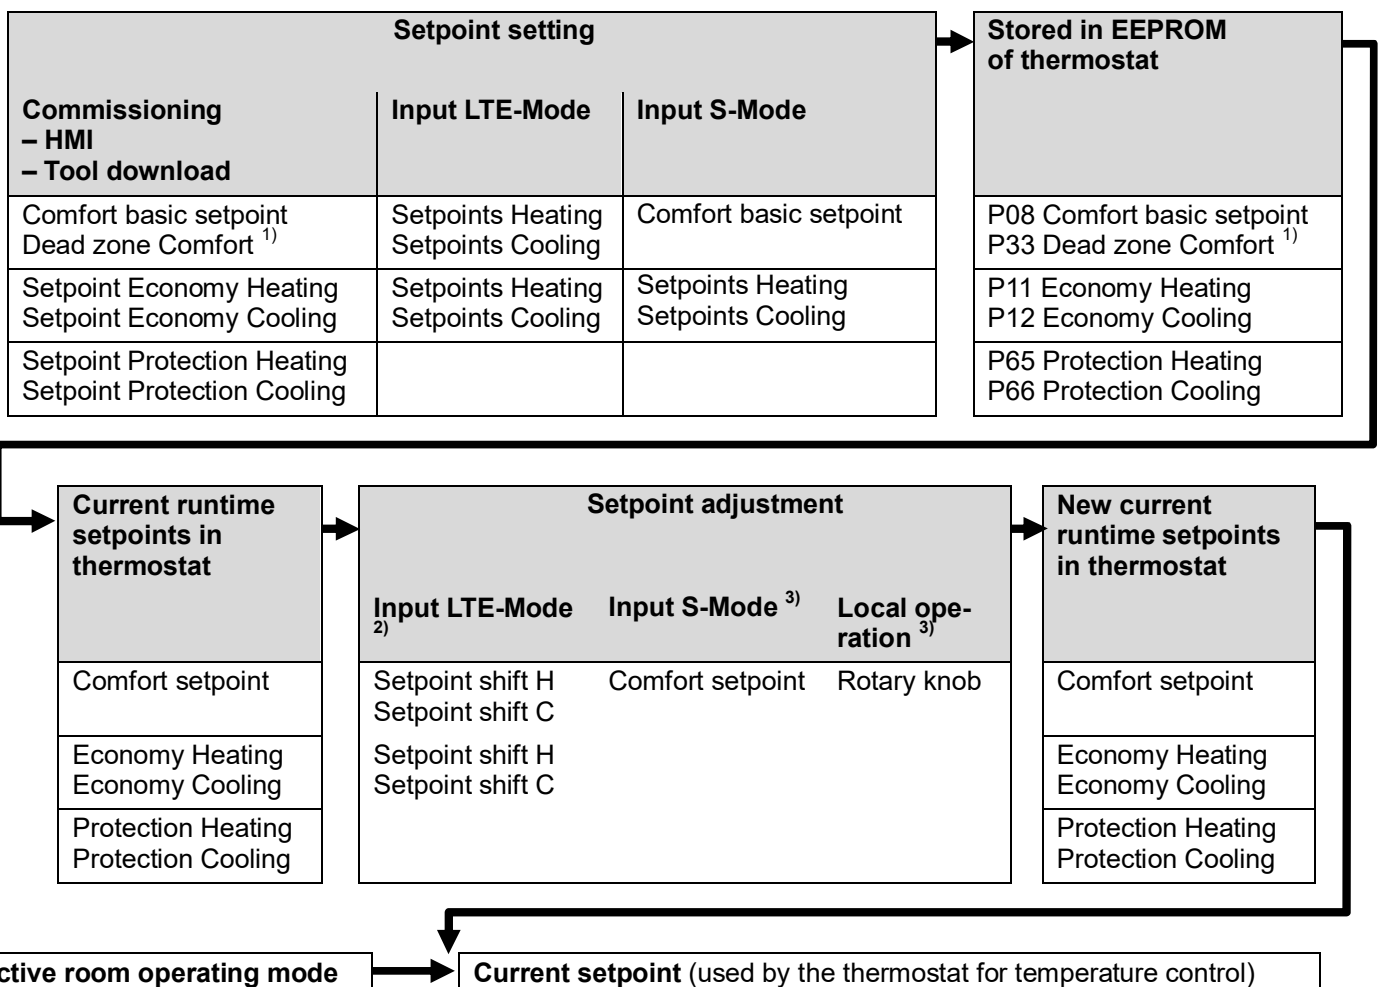 Setpoint setting
Commissioning
– HMI
– Tool download
Input LTE-Mode
Input S-Mode
Comfort basic setpoint
Dead zone Comfort 1)
Setpoints Heating
Setpoints Cooling
Comfort basic setpoint
Setpoint Economy Heating
Setpoint Economy Cooling
Setpoints Heating
Setpoints Cooling
Setpoints Heating
Setpoints Cooling
Setpoint Protection Heating
Setpoint Protection Cooling
Stored in EEPROM
of thermostat
P08 Comfort basic setpoint
P33 Dead zone Comfort 1)
P11 Economy Heating
P12 Economy Cooling
P65 Protection Heating
P66 Protection Cooling
Current runtime
setpoints in
thermostat
Comfort setpoint
Economy Heating
Economy Cooling
Protection Heating
Protection Cooling
Setpoint adjustment
Input LTE-Mode
2)
Input S-Mode 3)
Local ope-
ration 3)
Setpoint shift H
Setpoint shift C
Comfort setpoint
Rotary knob
Setpoint shift H
Setpoint shift C
New current
runtime setpoints
in thermostat
Comfort setpoint
Economy Heating
Economy Cooling
Protection Heating
Protection Cooling
ctive room operating mode
Current setpoint (used by the thermostat for temperature control)